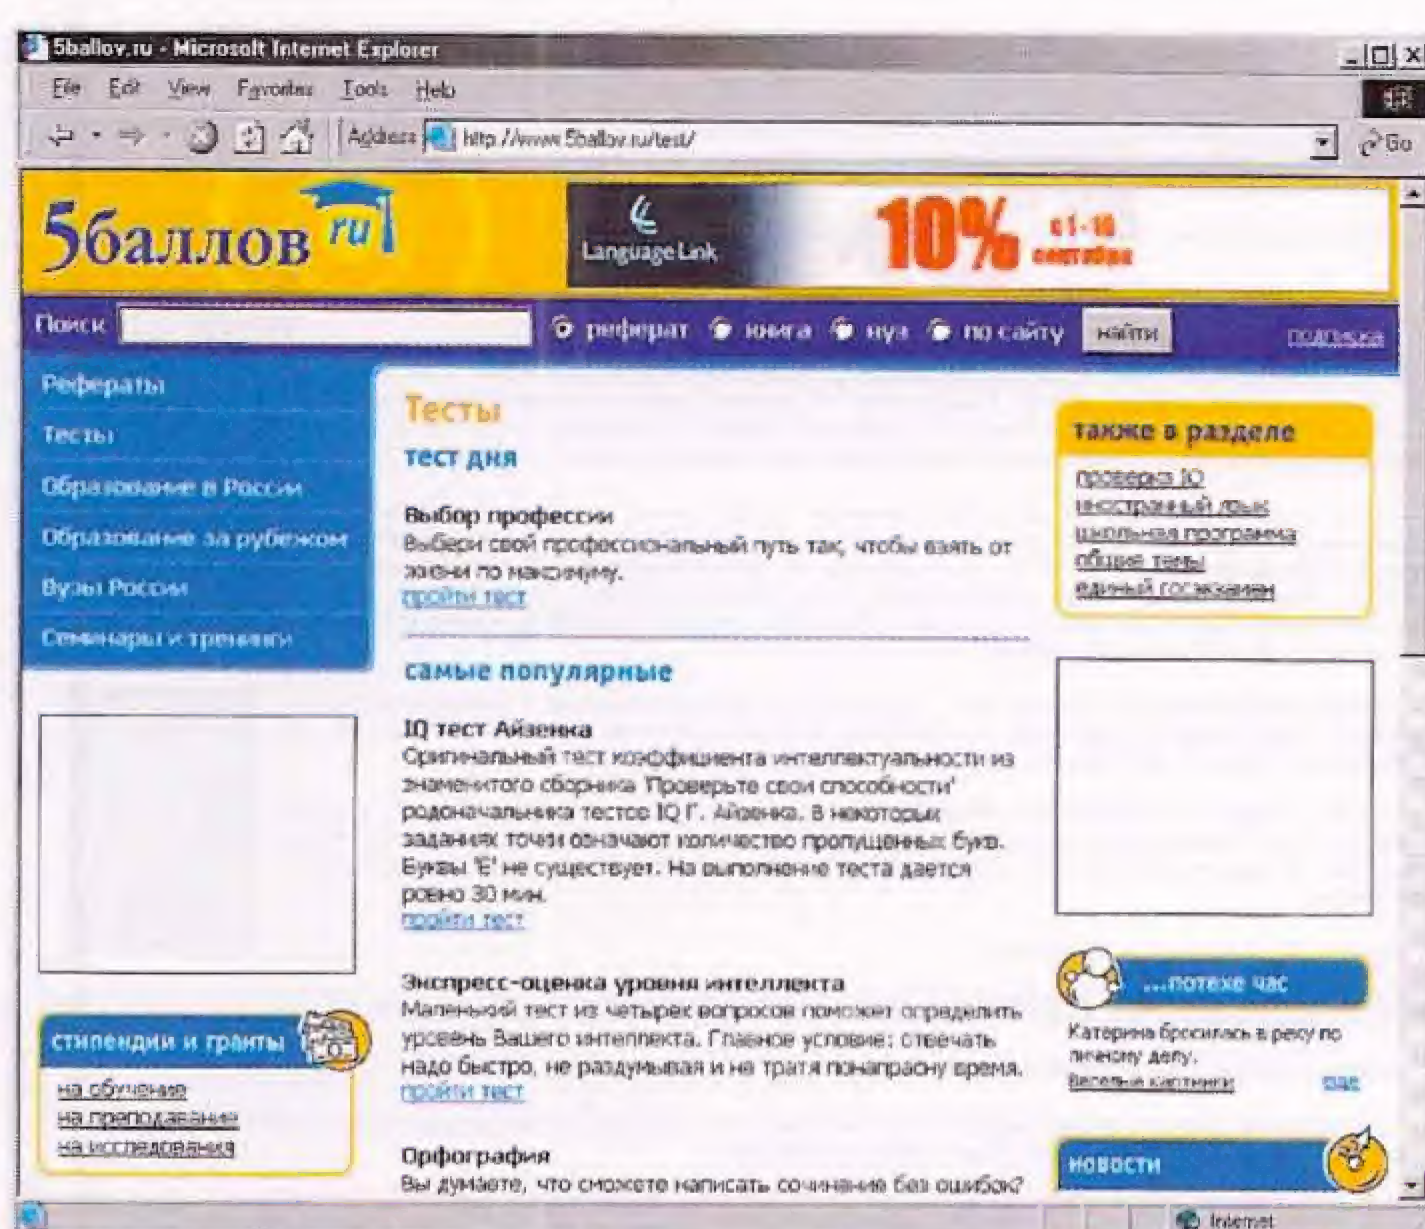 5ballov.ru - Microsoft Internet Explorer
File Edit View Favorites Tools Help
Address http://www.5ballov.ru/test/ Go
5баллов ru
Language Link
10% с 1-10 сентября
Поиск реферат книга вуз по сайту найти подписка
Рефераты
Тесты
Образование в России
Образование за рубежом
Вузы России
Семинары и тренинги
стипендии и гранты
на обучение
на преподавание
на исследования
Тесты
тест дня
Выбор профессии
Выбери свой профессиональный путь так, чтобы взять от
жизни по максимуму.
пройти тест
самые популярные
IQ тест Айзенка
Оригинальный тест коэффициента интеллектуальности из
знаменитого сборника 'Проверьте свои способности'
родоначальника тестов IQ Г. Айзенка. В некоторых
заданиях точки означают количество пропущенных букв.
Буквы 'Е' не существует. На выполнение теста дается
ровно 30 мин.
пройти тест
Экспресс-оценка уровня интеллекта
Маленький тест из четырех вопросов поможет определить
уровень Вашего интеллекта. Главное условие: отвечать
надо быстро, не раздумывая и не тратя понапрасну время.
пройти тест
Орфография
Вы думаете, что сможете написать сочинание без ошибок?
также в разделе
проверка IQ
иностранный язык
школьная программа
общие темы
единый госэкзамен
...потехе час
Катерина бросилась в реку по
личному делу.
Веселые картинки еще
новости
Internet